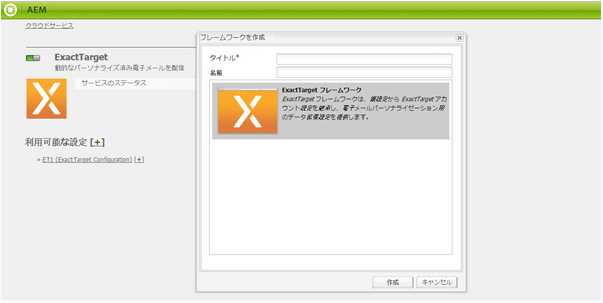 AEM
クラウドサービス
ExactTarget
動的なパーソナライズ済み電子メールを配信
サービスのステータス
利用可能な設定 [+]
» ET1 (ExactTarget Configuration) [+]
フレームワークを作成
タイトル*
名前
ExactTarget フレームワーク
ExactTarget フレームワークは、親設定から ExactTarget アカ
ウント設定を継承し、電子メールパーソナライゼーション用
のデータ拡張設定を提供します。
作成
キャンセル